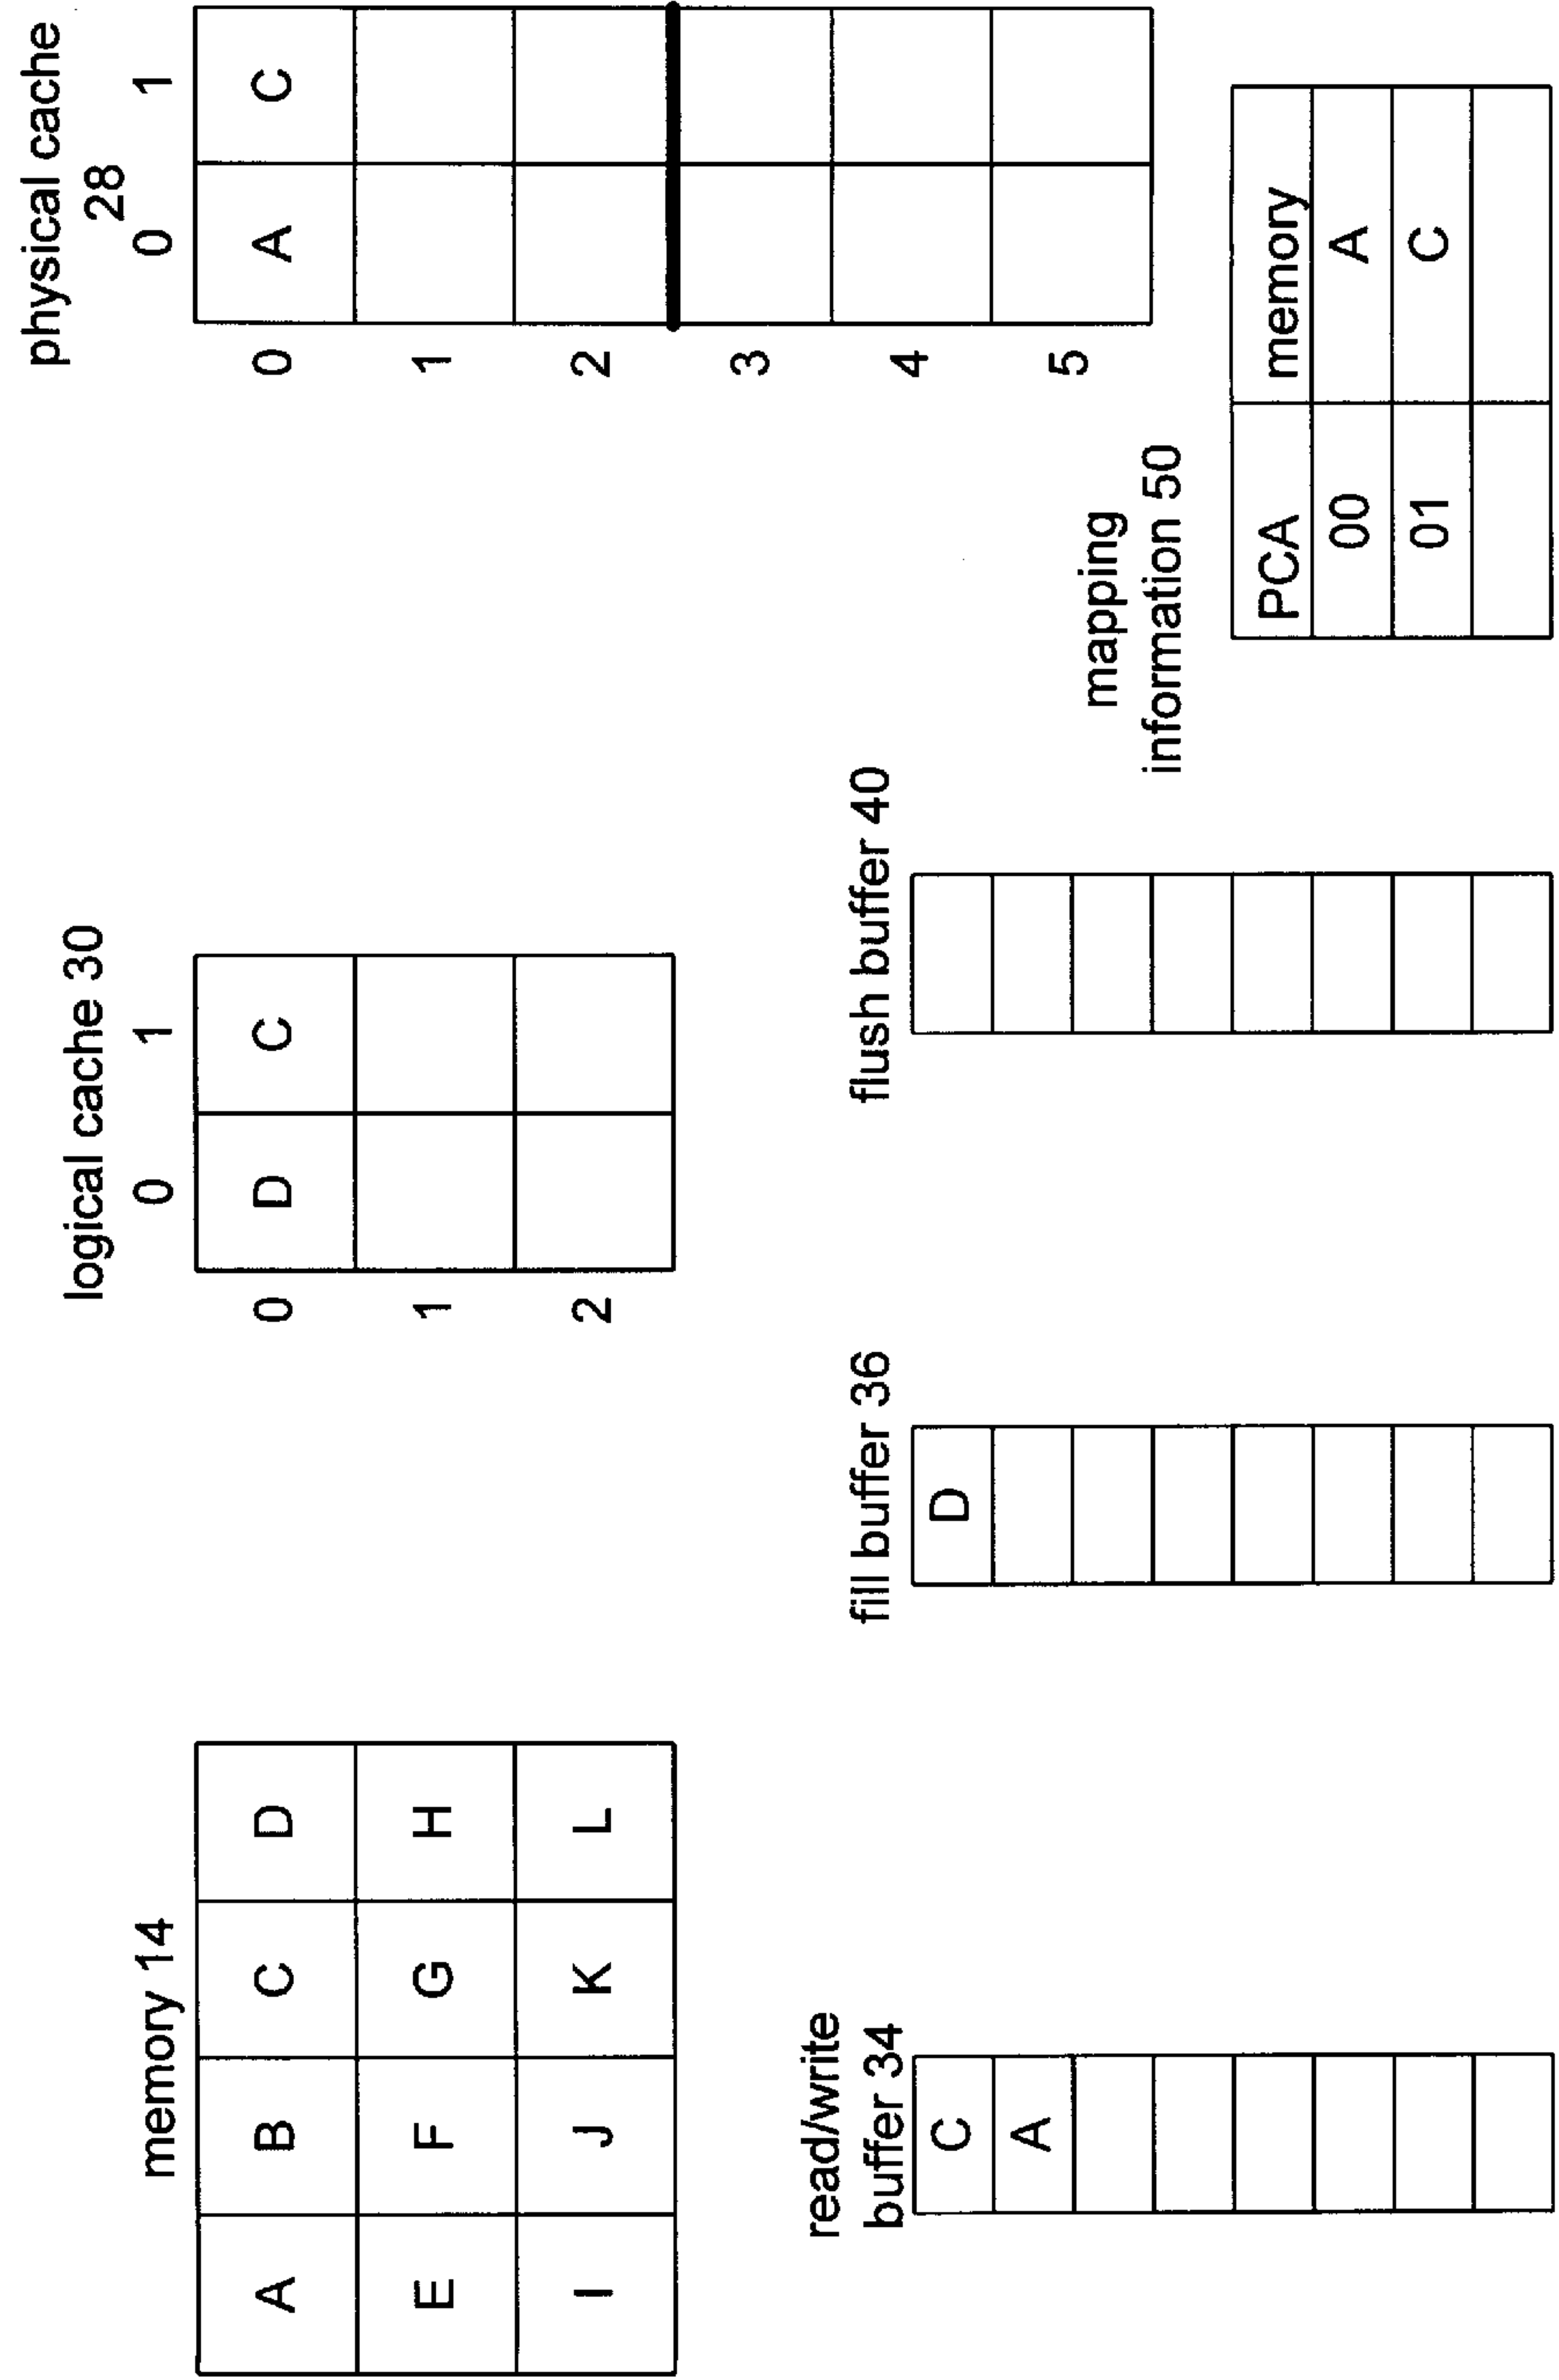 memory 14
A B C D
E F G H
I J K L
logical cache 30
0 1
0 D C
1
2
physical cache
28
0 1
0 A C
1
2
3
4
5
read/write
buffer 34
C
A
fill buffer 36
D
flush buffer 40
mapping
information 50
PCA memory
00 A
01 C